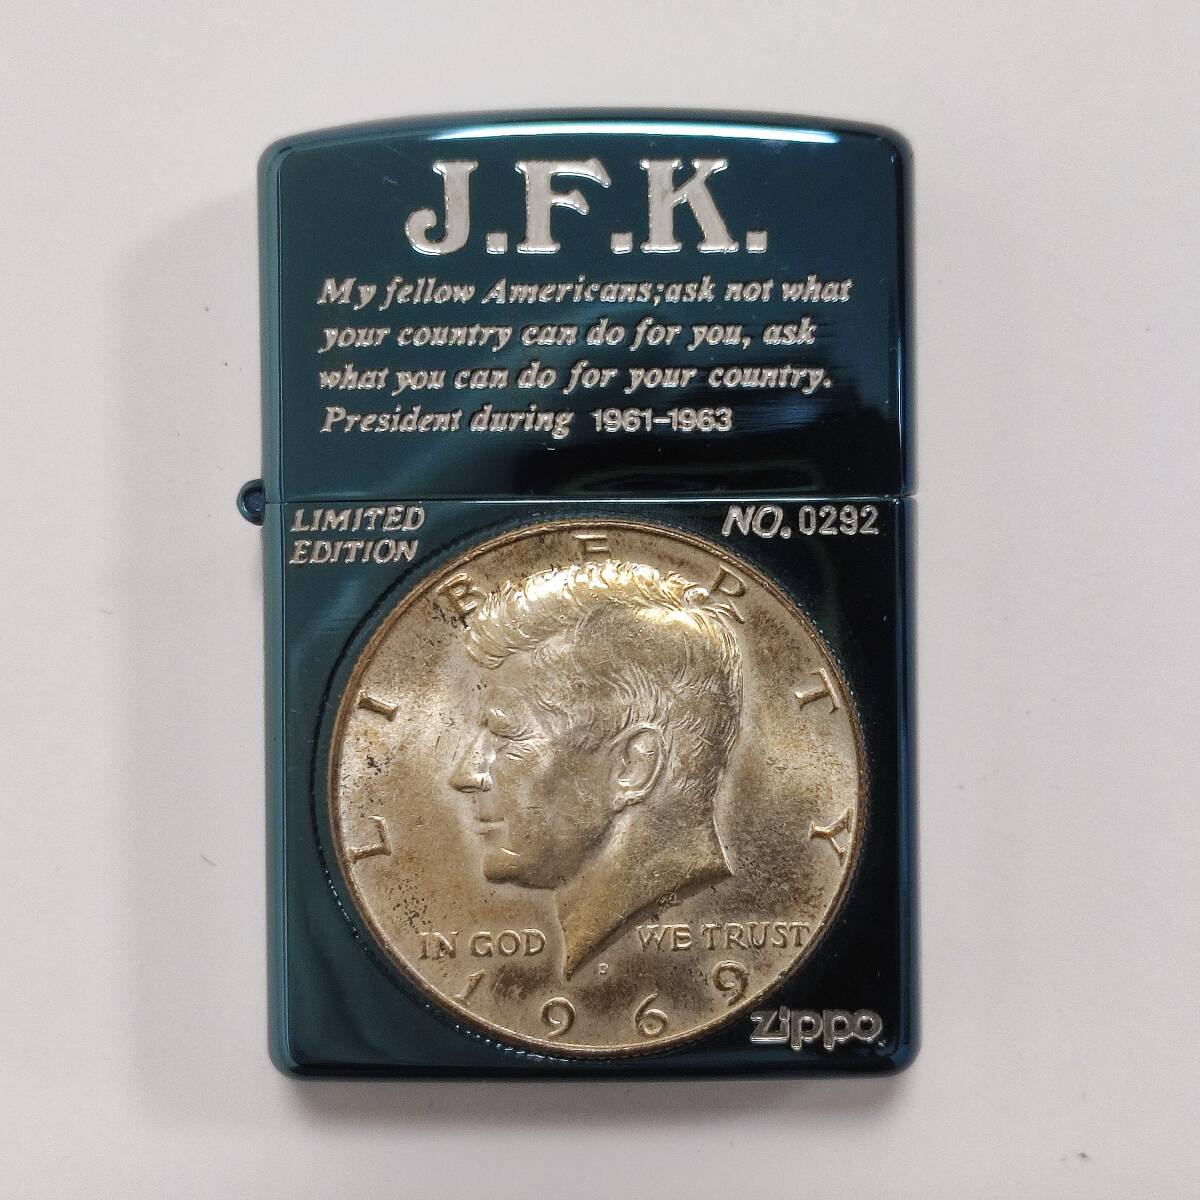 J.F.K.
My fellow Americans;ask not what
your country can do for you, ask
what you can do for your country.
President during 1961-1963
LIMITED
EDITION
NO. 0292
LIBERTY
IN GOD WE TRUST
D
1969
zippo